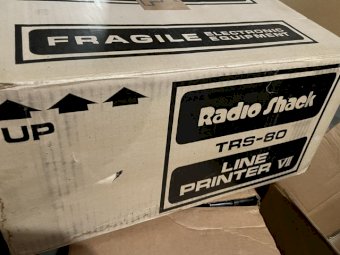 FRAGILE ELECTRONIC
EQUIPMENT
UP
Radio Shack
TRS-80
LINE
PRINTER VII